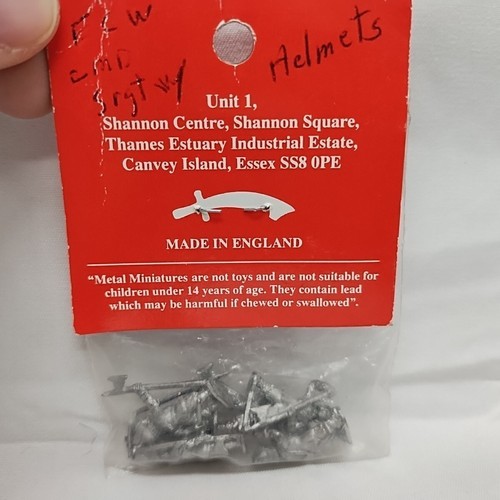 Helmets
Unit 1,
Shannon Centre, Shannon Square,
Thames Estuary Industrial Estate,
Canvey Island, Essex SS8 0PE
MADE IN ENGLAND
“Metal Miniatures are not toys and are not suitable for
children under 14 years of age. They contain lead
which may be harmful if chewed or swallowed”.